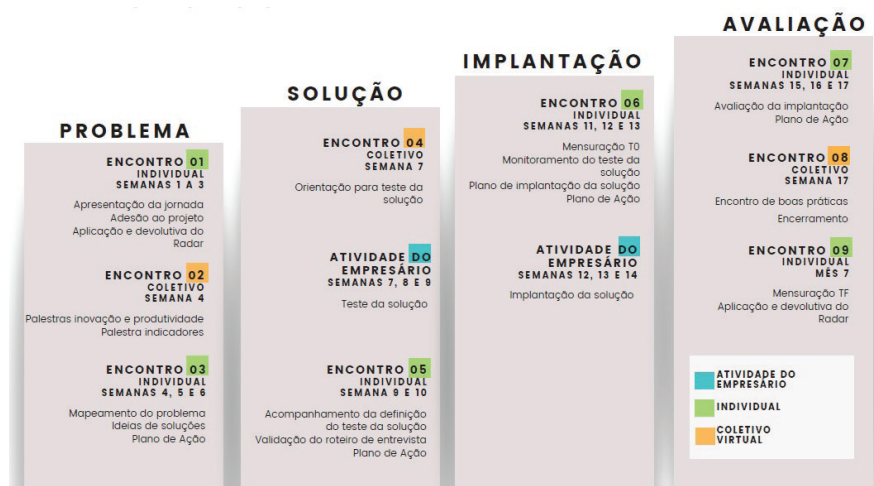 PROBLEMA
ENCONTRO 01
INDIVIDUAL
SEMANAS 1 A 3
Apresentação da jornada
Adesão ao projeto
Aplicação e devolutiva do
Radar
ENCONTRO 02
COLETIVO
SEMANA 4
Palestras inovação e produtividade
Palestra indicadores
ENCONTRO 03
INDIVIDUAL
SEMANAS 4, 5 E 6
Mapeamento do problema
Ideias de soluções
Plano de Ação
SOLUÇÃO
ENCONTRO 04
COLETIVO
SEMANA 7
Orientação para teste da
solução
ATIVIDADE DO
EMPRESÁRIO
SEMANAS 7, 8 E 9
Teste da solução
ENCONTRO 05
INDIVIDUAL
SEMANA 9 E 10
Acompanhamento da definição
do teste da solução
Validação do roteiro de entrevista
Plano de Ação
IMPLANTAÇÃO
ENCONTRO 06
INDIVIDUAL
SEMANAS 11, 12 E 13
Mensuração T0
Monitoramento do teste da
solução
Plano de implantação da solução
Plano de Ação
ATIVIDADE DO
EMPRESÁRIO
SEMANAS 12, 13 E 14
Implantação da solução
AVALIAÇÃO
ENCONTRO 07
INDIVIDUAL
SEMANAS 15, 16 E 17
Avaliação da implantação
Plano de Ação
ENCONTRO 08
COLETIVO
SEMANA 17
Encontro de boas práticas
Encerramento
ENCONTRO 09
INDIVIDUAL
MÊS 7
Mensuração TF
Aplicação e devolutiva do
Radar
ATIVIDADE DO
EMPRESÁRIO
INDIVIDUAL
COLETIVO
VIRTUAL